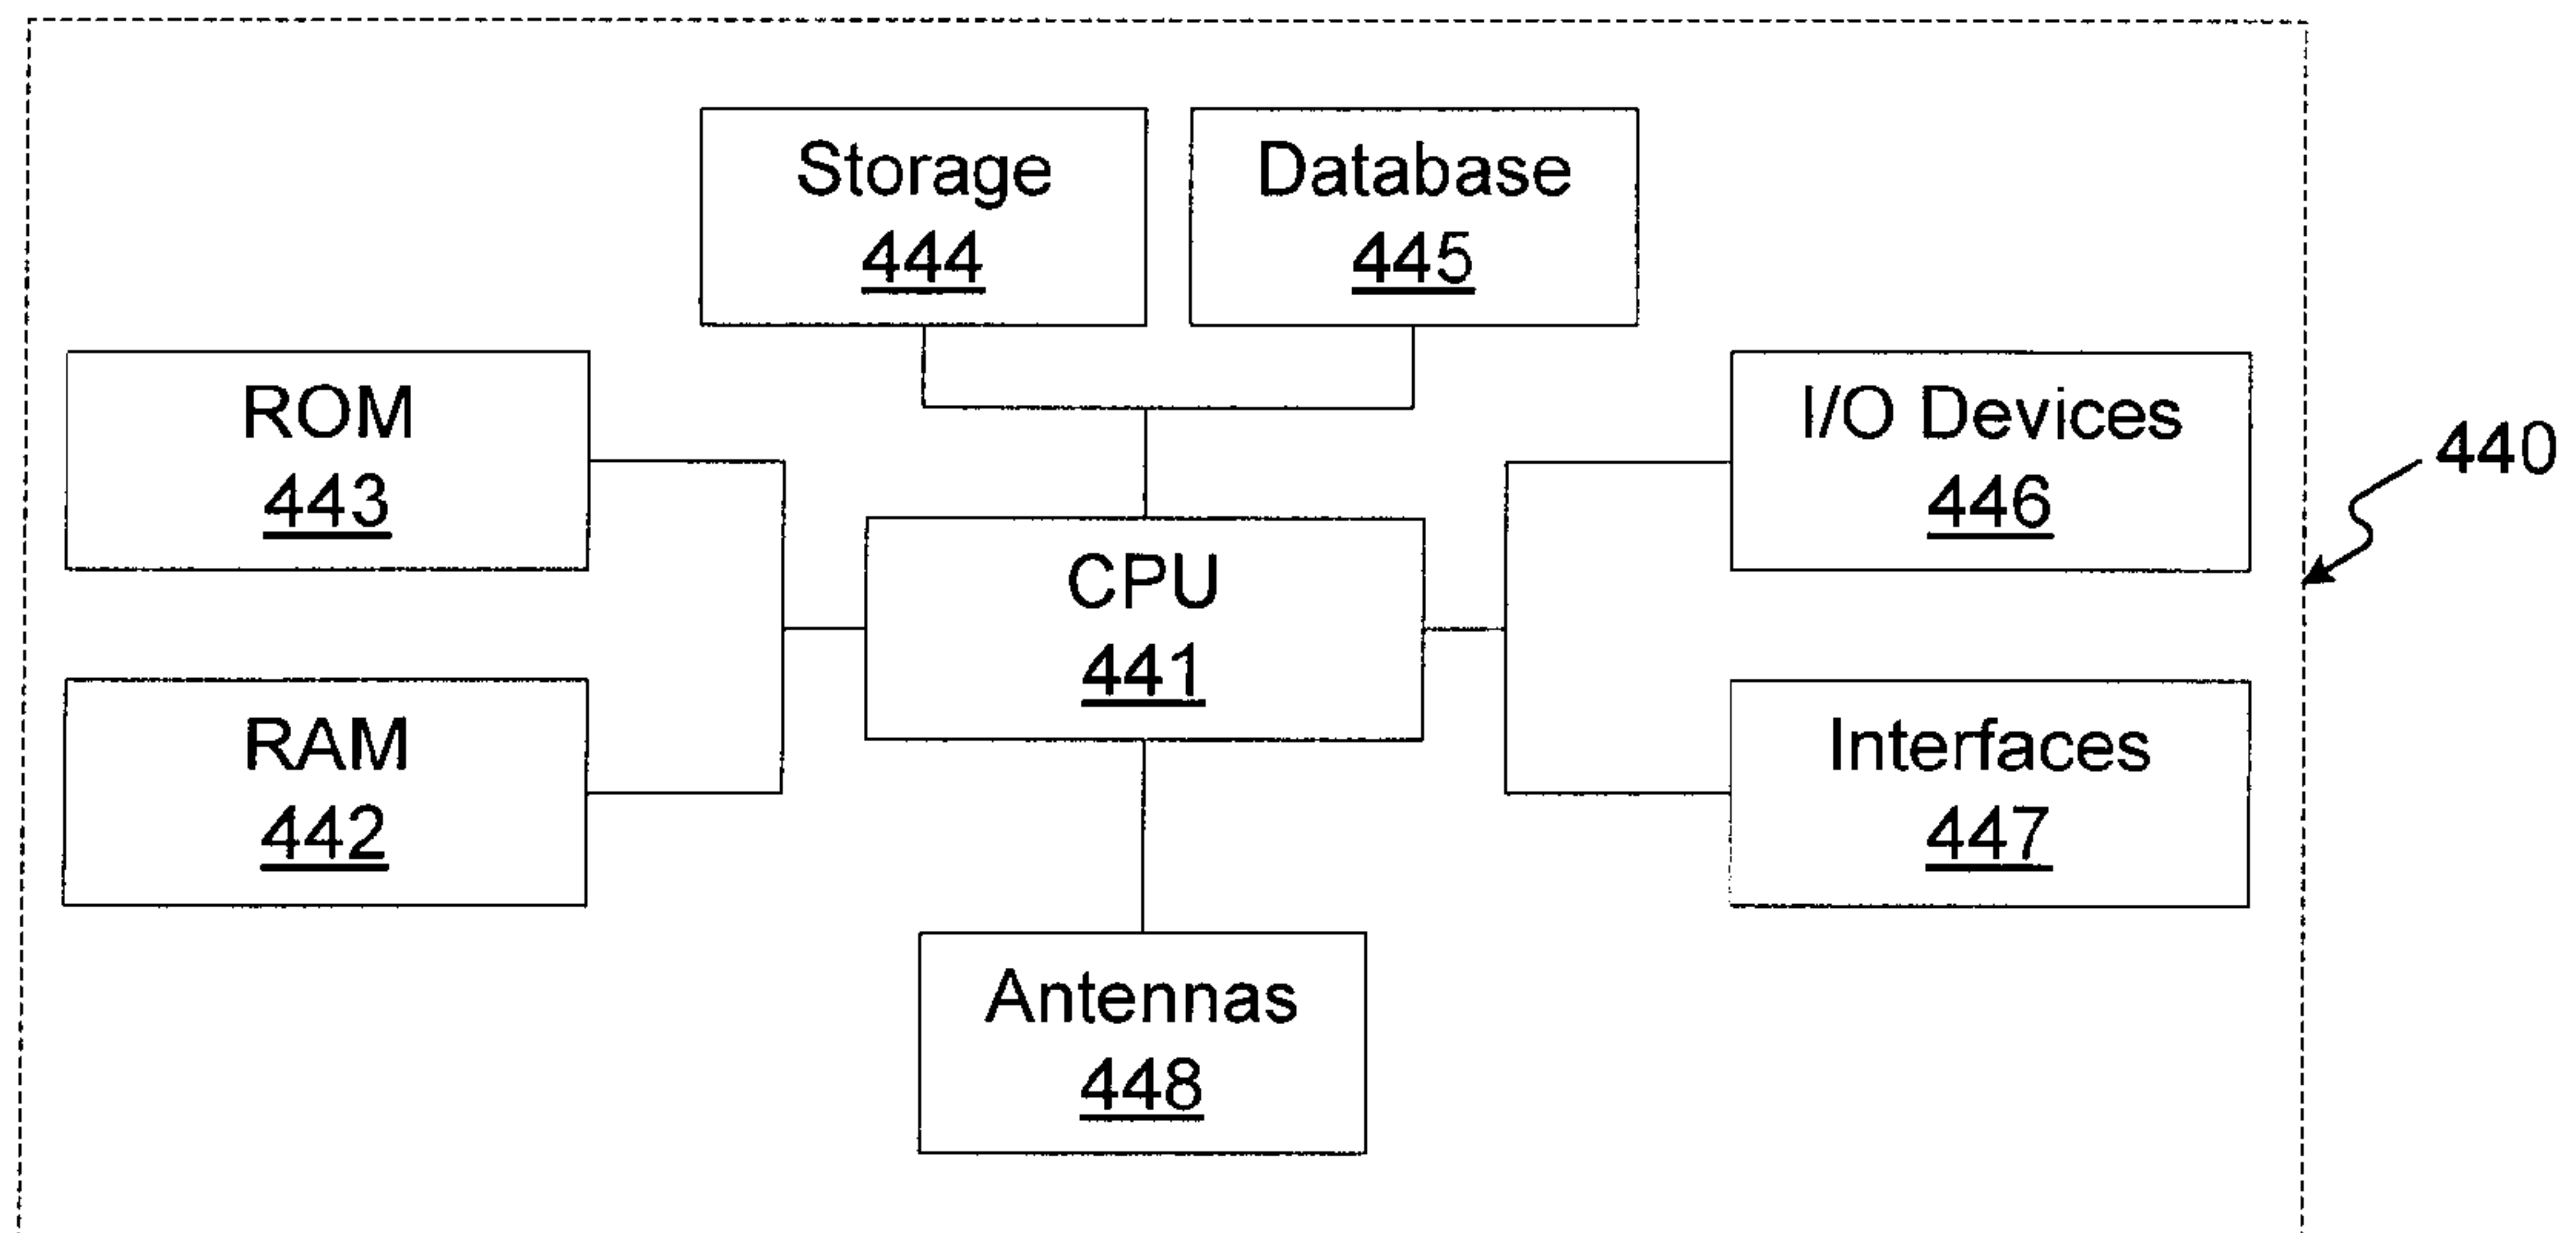 Storage
444
Database
445
ROM
443
I/O Devices
446
440
CPU
441
RAM
442
Interfaces
447
Antennas
448